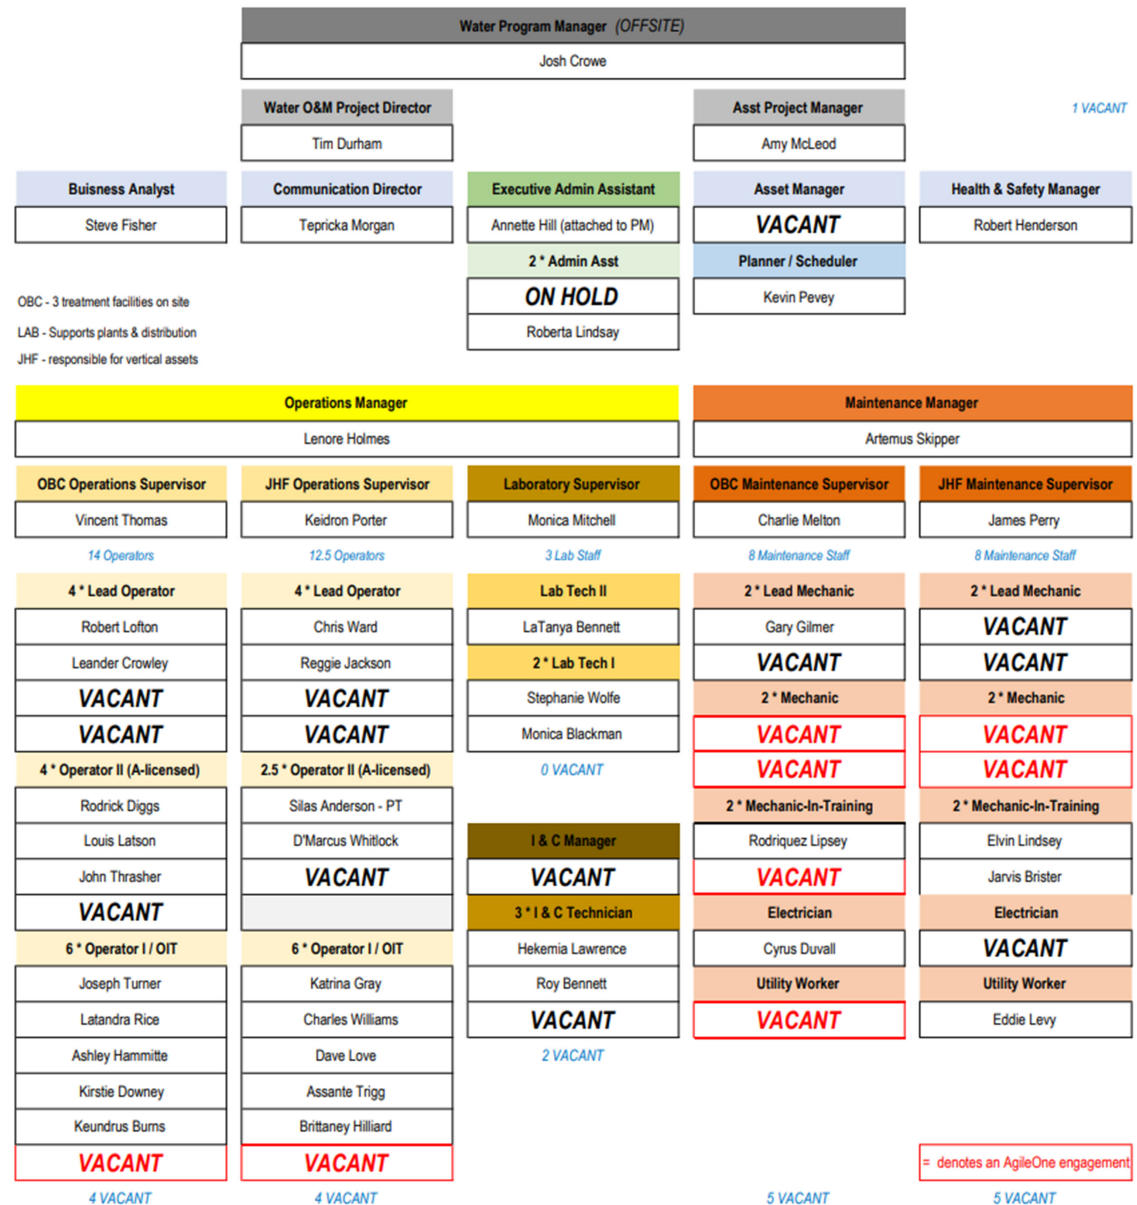 Water Program Manager (OFFSITE)
Josh Crowe
Water O&M Project Director
Tim Durham
Asst Project Manager
Amy McLeod
1 VACANT
Buisness Analyst
Steve Fisher
Communication Director
Tepricka Morgan
Executive Admin Assistant
Annette Hill (attached to PM)
2 * Admin Asst
ON HOLD
Roberta Lindsay
Asset Manager
VACANT
Planner / Scheduler
Kevin Pevey
Health & Safety Manager
Robert Henderson
OBC - 3 treatment facilities on site
LAB - Supports plants & distribution
JHF - responsible for vertical assets
Operations Manager
Lenore Holmes
Maintenance Manager
Artemus Skipper
OBC Operations Supervisor
Vincent Thomas
14 Operators
4 * Lead Operator
Robert Lofton
Leander Crowley
VACANT
VACANT
4 * Operator II (A-licensed)
Rodrick Diggs
Louis Latson
John Thrasher
VACANT
6 * Operator I / OIT
Joseph Turner
Latandra Rice
Ashley Hammitte
Kirstie Downey
Keundrus Burns
VACANT
4 VACANT
JHF Operations Supervisor
Keidron Porter
12.5 Operators
4 * Lead Operator
Chris Ward
Reggie Jackson
VACANT
VACANT
2.5 * Operator II (A-licensed)
Silas Anderson - PT
D'Marcus Whitlock
VACANT
6 * Operator I / OIT
Katrina Gray
Charles Williams
Dave Love
Assante Trigg
Brittaney Hilliard
VACANT
4 VACANT
Laboratory Supervisor
Monica Mitchell
3 Lab Staff
Lab Tech II
LaTanya Bennett
2 * Lab Tech I
Stephanie Wolfe
Monica Blackman
0 VACANT
I & C Manager
VACANT
3 * I & C Technician
Hekemia Lawrence
Roy Bennett
VACANT
2 VACANT
OBC Maintenance Supervisor
Charlie Melton
8 Maintenance Staff
2 * Lead Mechanic
Gary Gilmer
VACANT
2 * Mechanic
VACANT
VACANT
2 * Mechanic-In-Training
Rodriquez Lipsey
VACANT
Electrician
Cyrus Duvall
Utility Worker
VACANT
5 VACANT
JHF Maintenance Supervisor
James Perry
8 Maintenance Staff
2 * Lead Mechanic
VACANT
VACANT
2 * Mechanic
VACANT
VACANT
2 * Mechanic-In-Training
Elvin Lindsey
Jarvis Brister
Electrician
VACANT
Utility Worker
Eddie Levy
= denotes an AgileOne engagement
5 VACANT